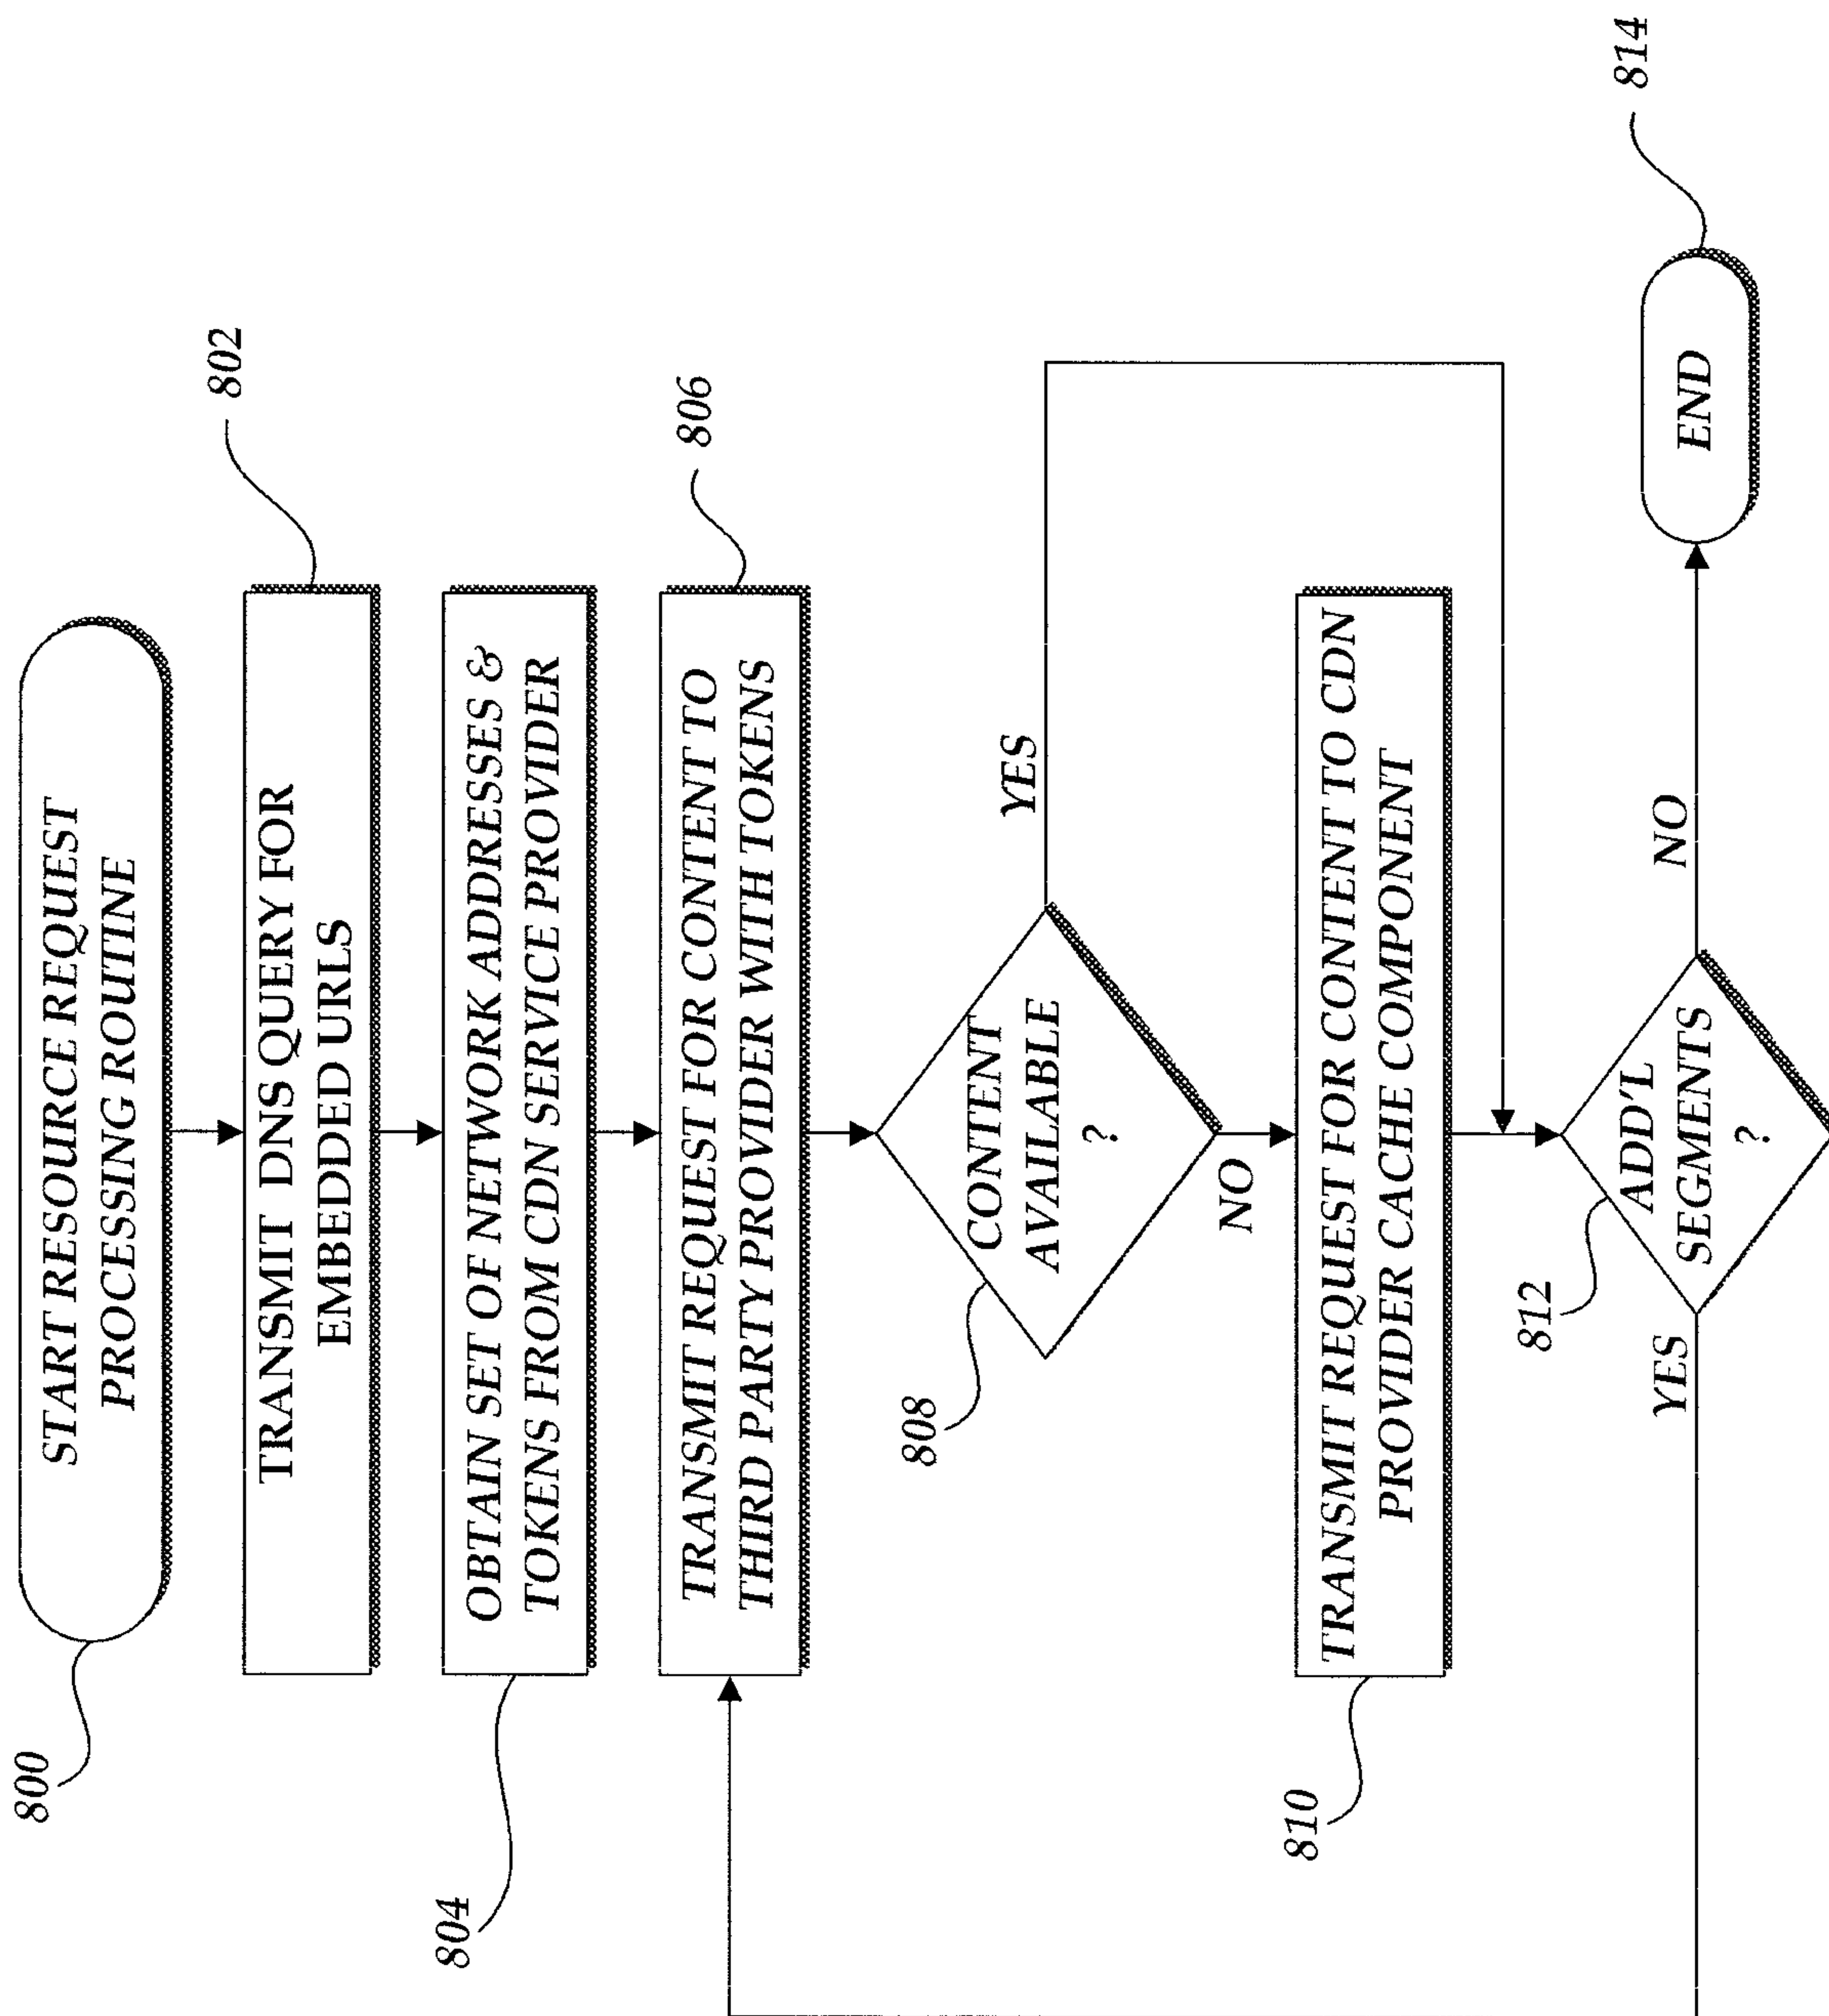 800
START RESOURCE REQUEST
PROCESSING ROUTINE
802
TRANSMIT DNS QUERY FOR
EMBEDDED URLS
804
OBTAIN SET OF NETWORK ADDRESSES &
TOKENS FROM CDN SERVICE PROVIDER
806
TRANSMIT REQUEST FOR CONTENT TO
THIRD PARTY PROVIDER WITH TOKENS
808
CONTENT
AVAILABLE
?
YES
NO
810
TRANSMIT REQUEST FOR CONTENT TO CDN
PROVIDER CACHE COMPONENT
812
ADD'L
SEGMENTS
?
YES
NO
END
814